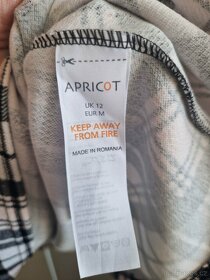 APRICOT
UK 12
EUR M
KEEP AWAY
FROM FIRE
MADE IN ROMANIA